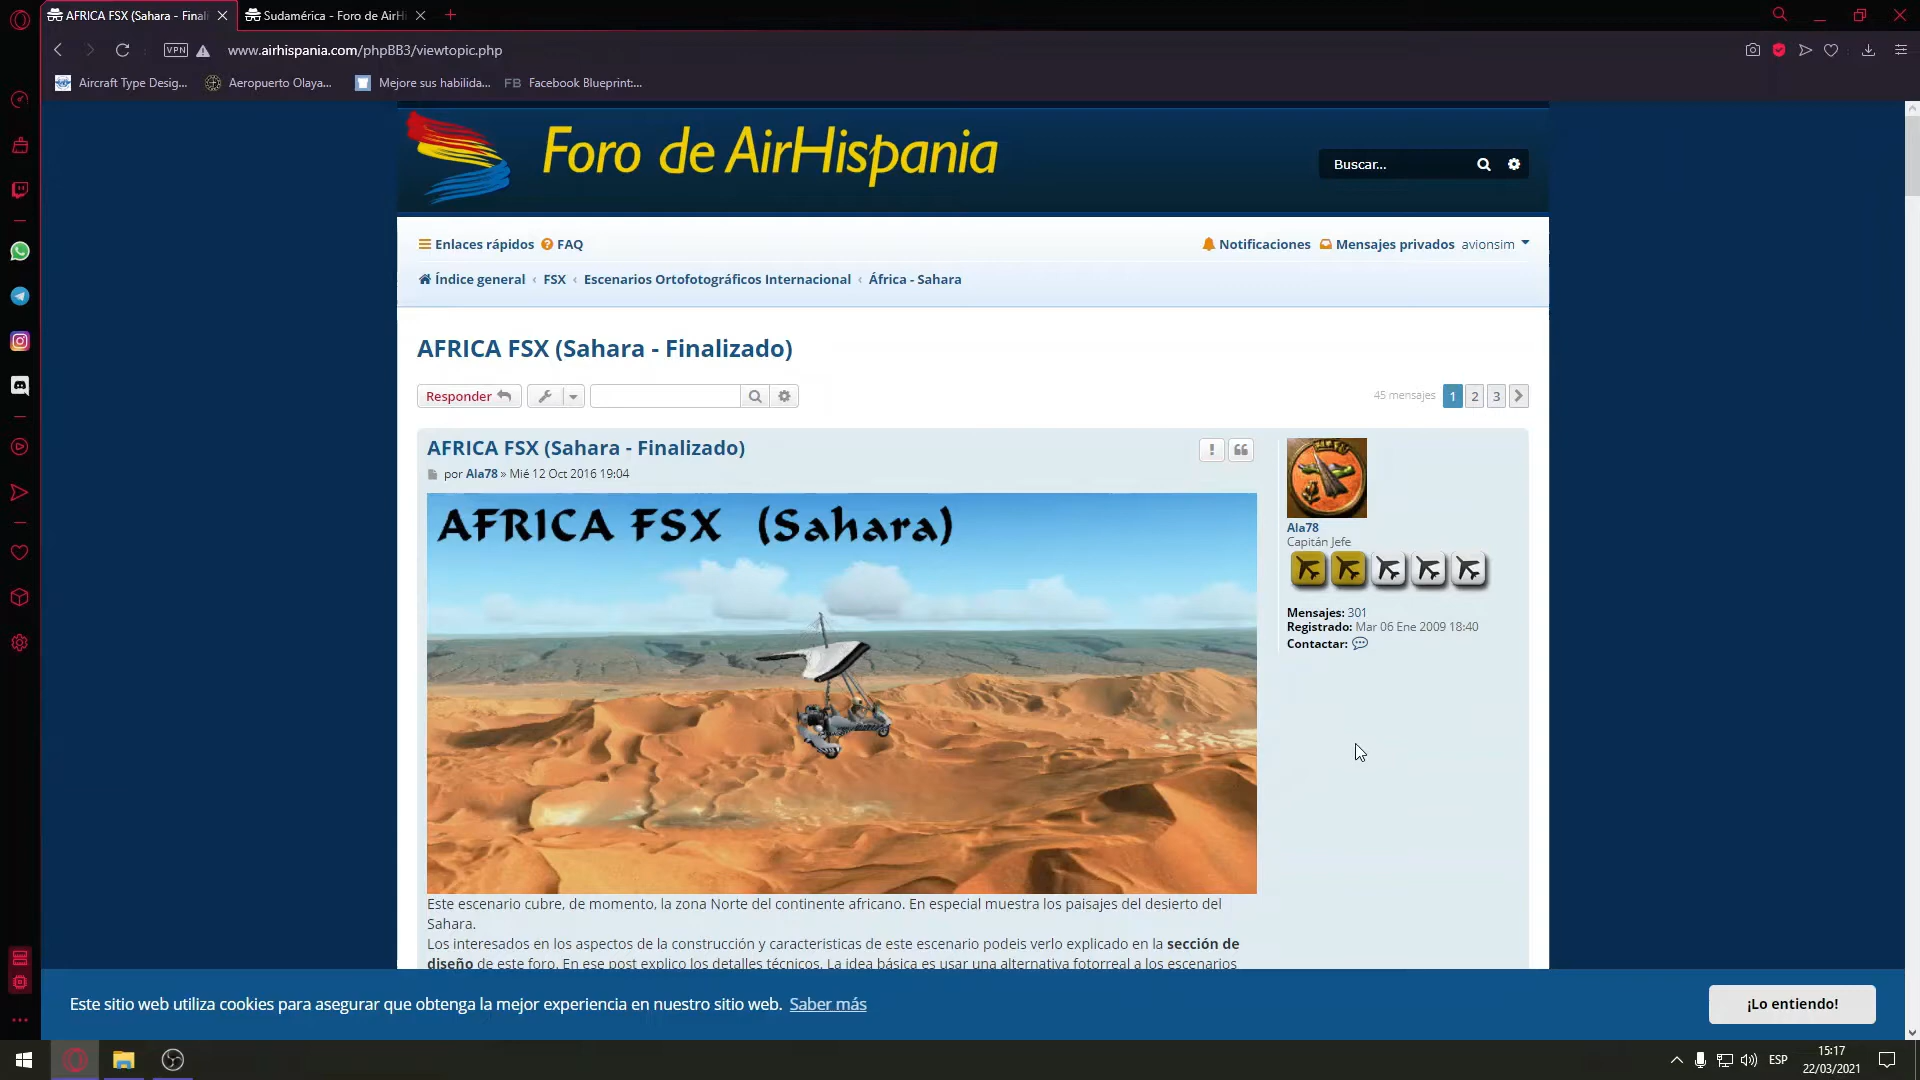 AFRICA FSX (Sahara - Finali
Sudamérica - Foro de AirHi
VPN
www.airhispania.com/phpBB3/viewtopic.php
Aircraft Type Desig...
Aeropuerto Olaya...
Mejore sus habilida...
FB Facebook Blueprint:...
Foro de AirHispania
Buscar...
Enlaces rápidos
FAQ
Notificaciones
Mensajes privados
avionsim
Índice general ‹ FSX ‹ Escenarios Ortofotográficos Internacional ‹ África - Sahara
AFRICA FSX (Sahara - Finalizado)
Responder
45 mensajes 1 2 3
AFRICA FSX (Sahara - Finalizado)
por Ala78 » Mié 12 Oct 2016 19:04
AFRICA FSX (Sahara)
Ala78
Capitán Jefe
Mensajes: 301
Registrado: Mar 06 Ene 2009 18:40
Contactar:
Este escenario cubre, de momento, la zona Norte del continente africano. En especial muestra los paisajes del desierto del
Sahara.
Los interesados en los aspectos de la construcción y caracteristicas de este escenario podeis verlo explicado en la sección de
diseño de este foro. En ese post explico los detalles técnicos. La idea básica es usar una alternativa fotorreal a los escenarios
Este sitio web utiliza cookies para asegurar que obtenga la mejor experiencia en nuestro sitio web. Saber más
¡Lo entiendo!
ESP
15:17
22/03/2021